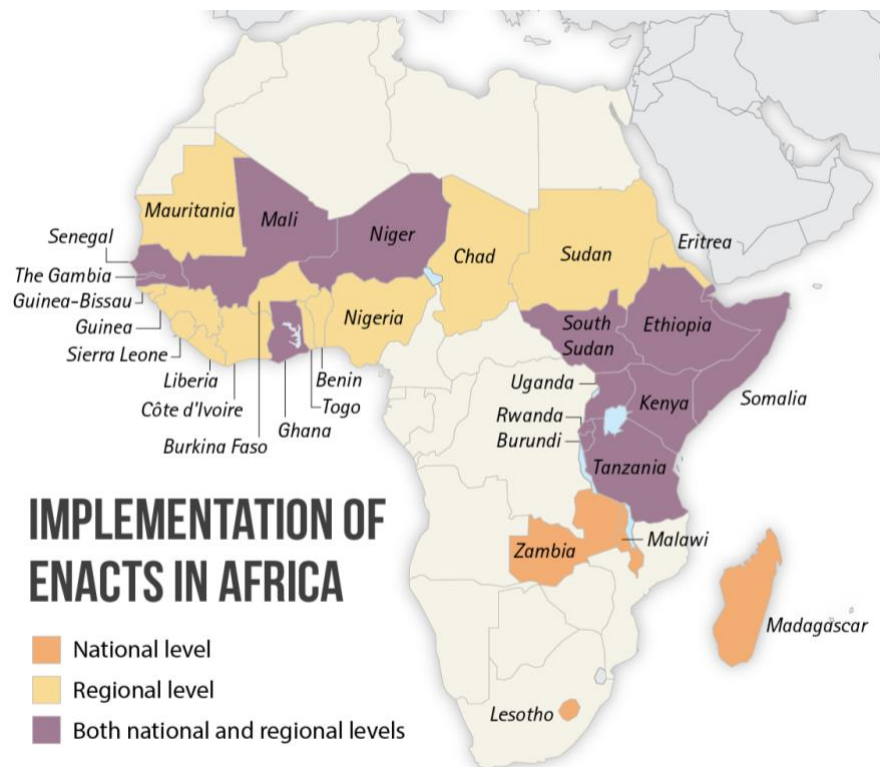 Mauritania
Mali
Niger
Chad
Sudan
Eritrea
Senegal
The Gambia
Guinea-Bissau
Guinea
Sierra Leone
Liberia
Côte d'Ivoire
Burkina Faso
Ghana
Togo
Benin
Nigeria
South
Sudan
Ethiopia
Uganda
Kenya
Somalia
Rwanda
Burundi
Tanzania
Zambia
Malawi
Madagascar
Lesotho
IMPLEMENTATION OF
ENACTS IN AFRICA
National level
Regional level
Both national and regional levels